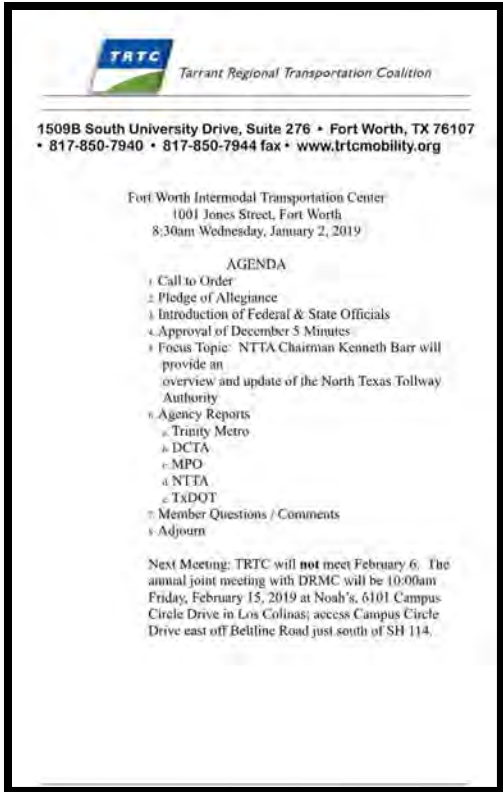 TRTC
Tarrant Regional Transportation Coalition
1509B South University Drive, Suite 276 • Fort Worth, TX 76107
• 817-850-7940 • 817-850-7944 fax • www.trtcmobility.org
Fort Worth Intermodal Transportation Center
1001 Jones Street, Fort Worth
8:30am Wednesday, January 2, 2019
AGENDA
1. Call to Order
2. Pledge of Allegiance
3. Introduction of Federal & State Officials
4. Approval of December 5 Minutes
5. Focus Topic: NTTA Chairman Kenneth Barr will
provide an
overview and update of the North Texas Tollway
Authority
6. Agency Reports
a. Trinity Metro
b. DCTA
c. MPO
d. NTTA
e. TxDOT
7. Member Questions / Comments
8. Adjourn
Next Meeting: TRTC will not meet February 6. The
annual joint meeting with DRMC will be 10:00am
Friday, February 15, 2019 at Noah's, 6101 Campus
Circle Drive in Los Colinas; access Campus Circle
Drive east off Beltline Road just south of SH 114.